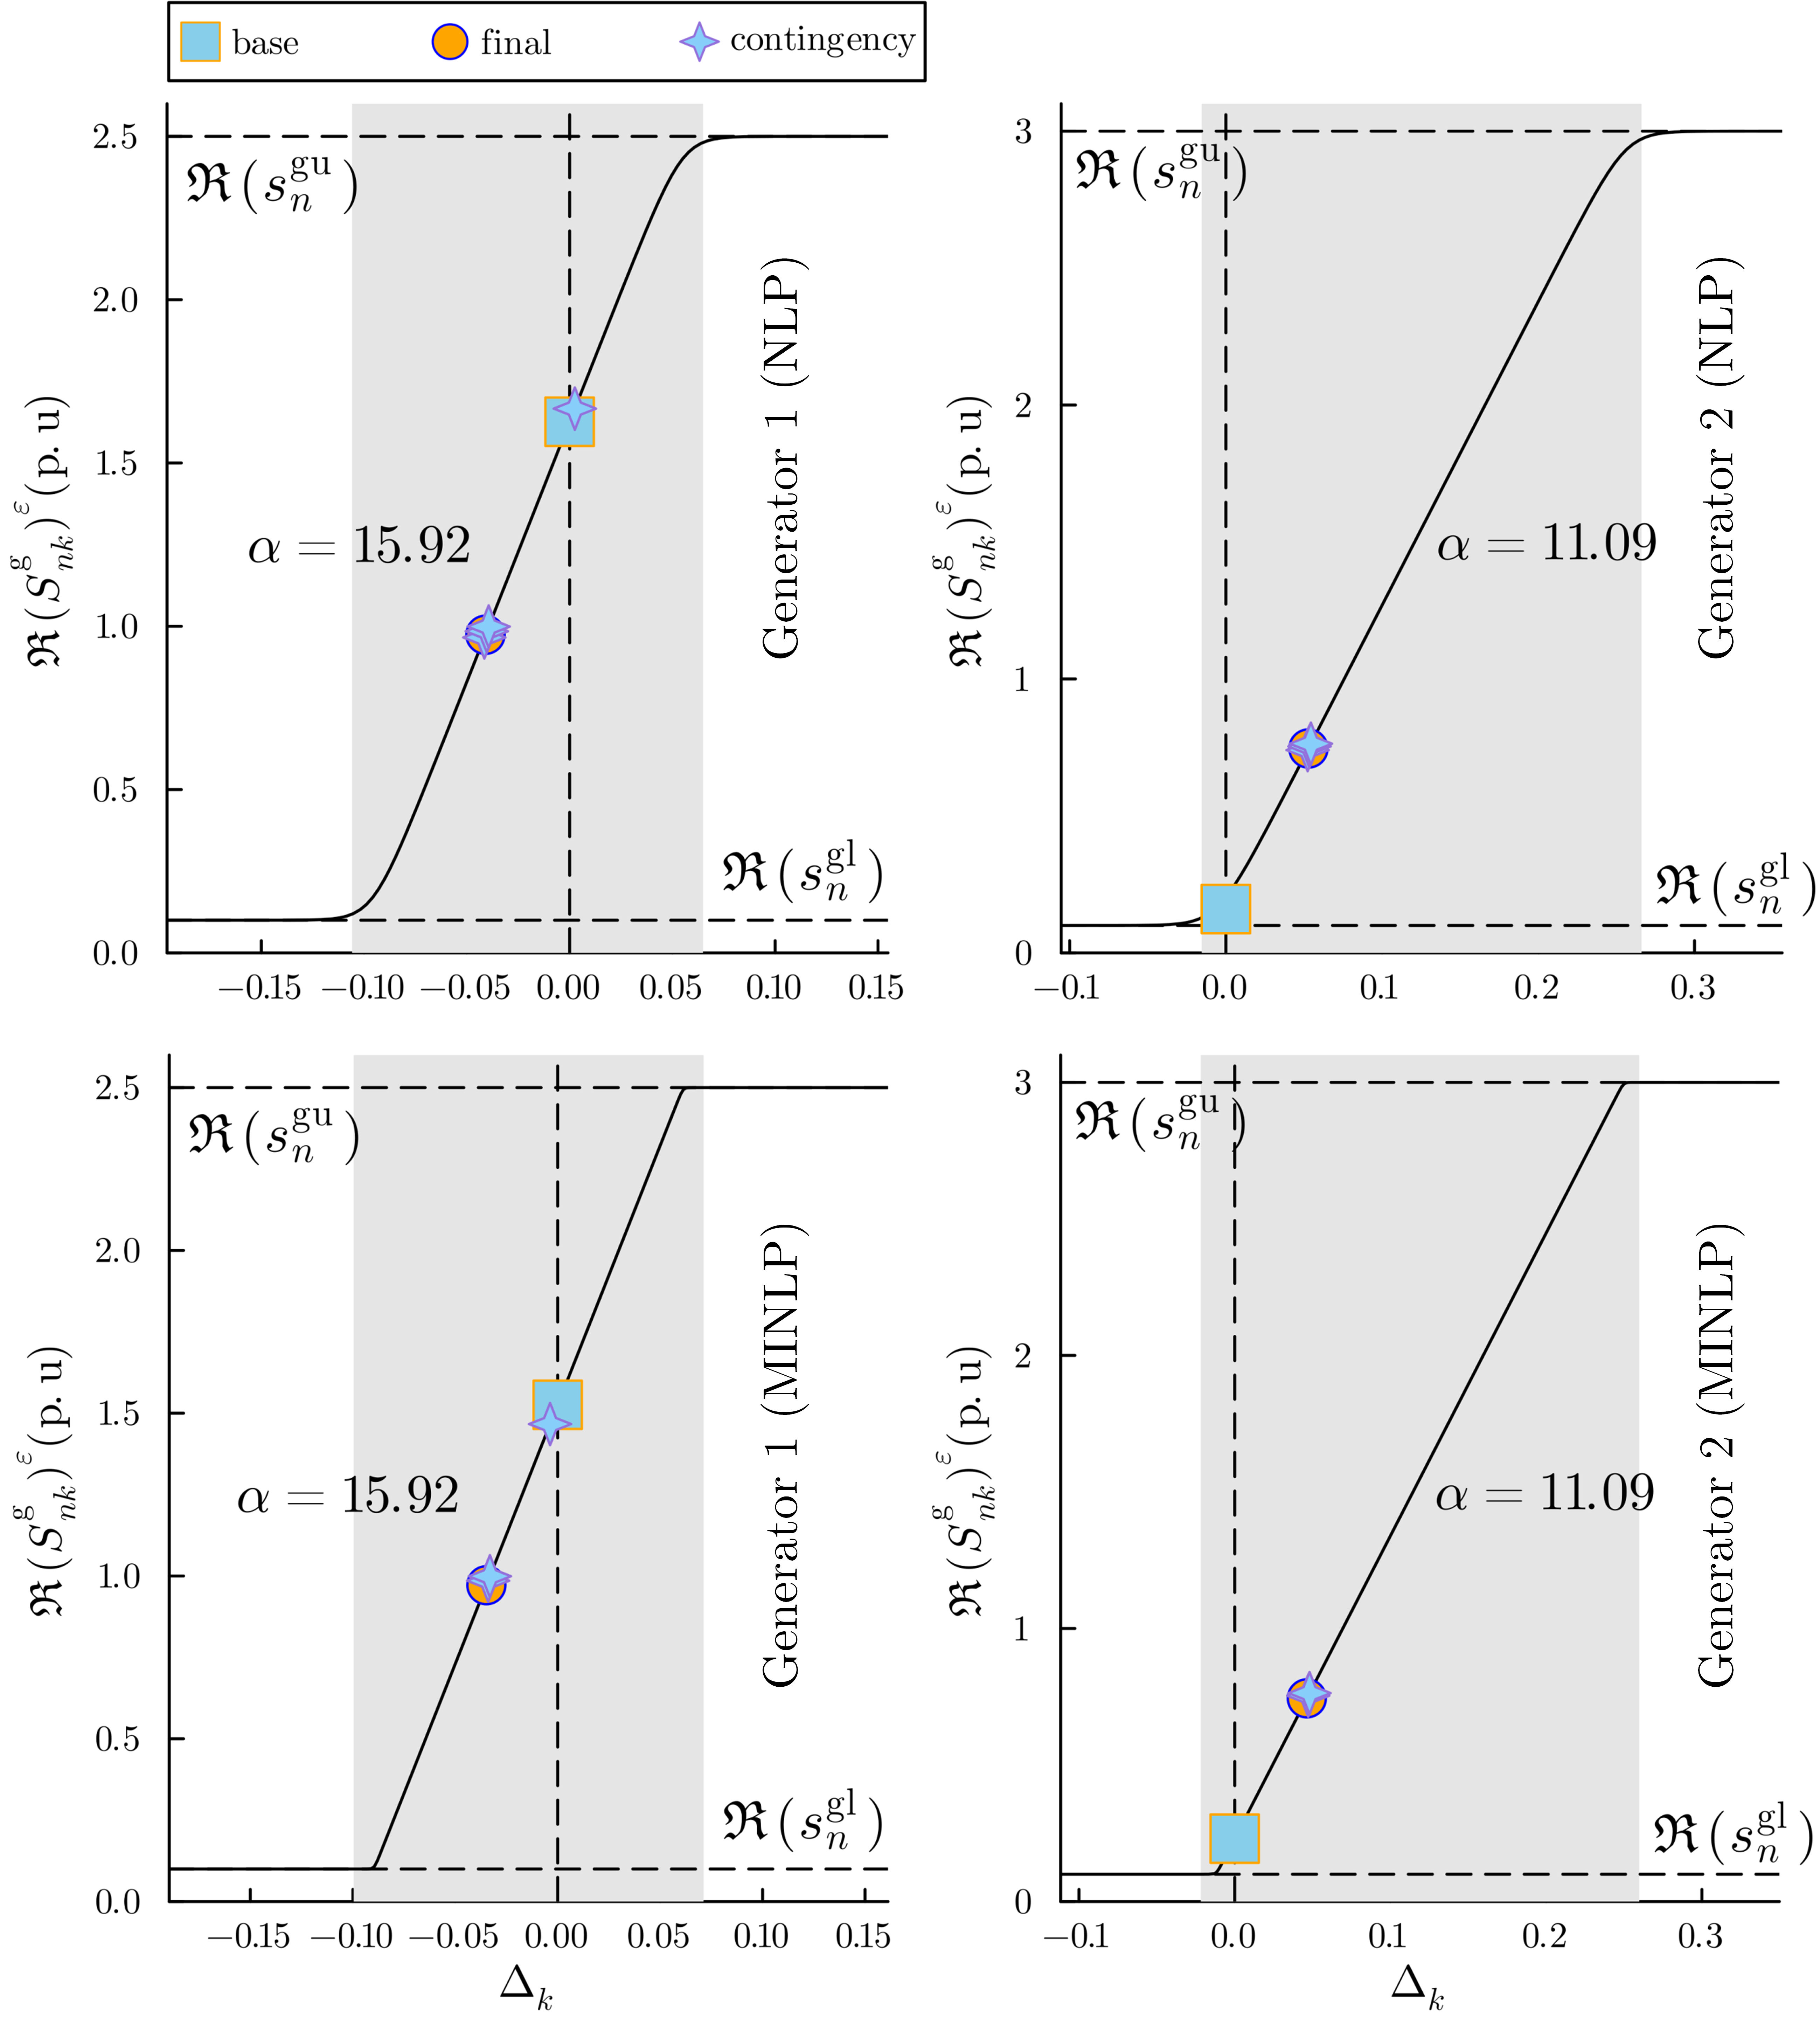 base final contingency
2.5
ℜ(s_n^gu)
2.0
1.5
1.0
0.5
0.0
ℜ(S_nk^g)^ε (p. u)
α = 15.92
Generator 1 (NLP)
ℜ(s_n^gl)
−0.15 −0.10 −0.05 0.00 0.05 0.10 0.15
3
ℜ(s_n^gu)
2
1
0
ℜ(S_nk^g)^ε (p. u)
α = 11.09
Generator 2 (NLP)
ℜ(s_n^gl)
−0.1 0.0 0.1 0.2 0.3
2.5
ℜ(s_n^gu)
2.0
1.5
1.0
0.5
0.0
ℜ(S_nk^g)^ε (p. u)
α = 15.92
Generator 1 (MINLP)
ℜ(s_n^gl)
−0.15 −0.10 −0.05 0.00 0.05 0.10 0.15
Δ_k
3
ℜ(s_n^gu)
2
1
0
ℜ(S_nk^g)^ε (p. u)
α = 11.09
Generator 2 (MINLP)
ℜ(s_n^gl)
−0.1 0.0 0.1 0.2 0.3
Δ_k